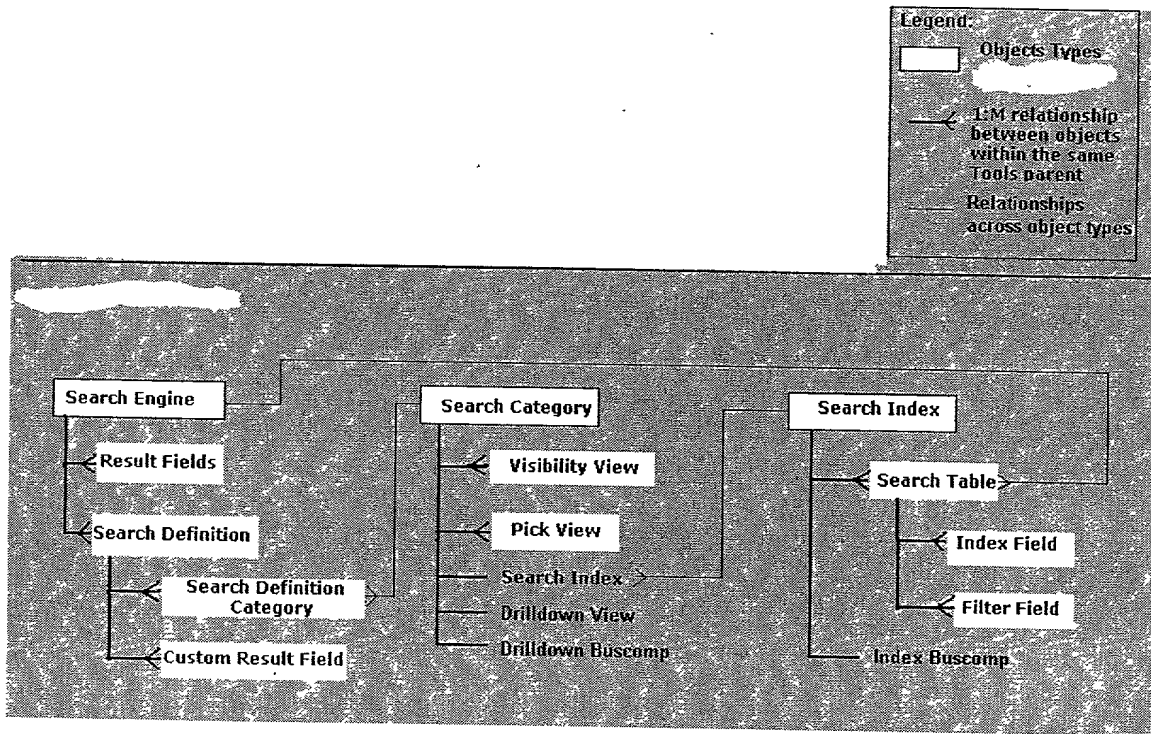 Legend:
Objects Types
1:M relationship
between objects
within the same
Tools parent
Relationships
across object types
Search Engine
Result Fields
Search Definition
Search Definition
Category
Custom Result Field
Search Category
Visibility View
Pick View
Search Index
Drilldown View
Drilldown Buscomp
Search Index
Search Table
Index Field
Filter Field
Index Buscomp